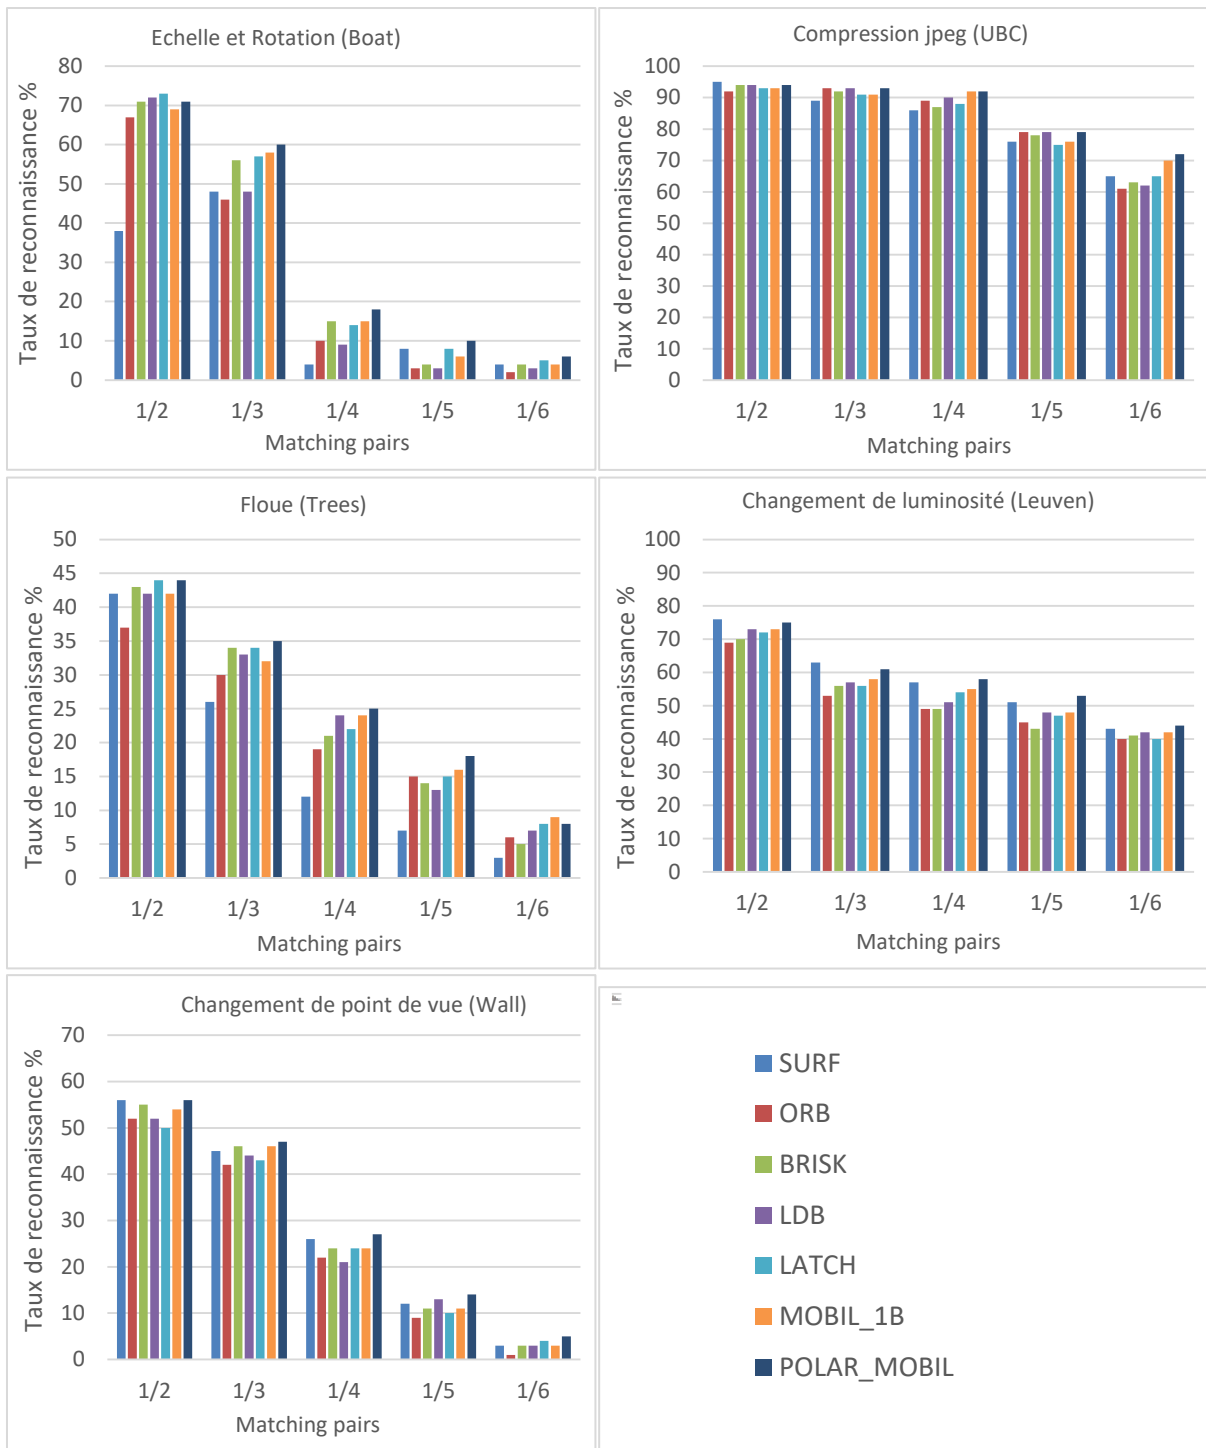 Echelle et Rotation (Boat)
Taux de reconnaissance %
80
70
60
50
40
30
20
10
0
1/2 1/3 1/4 1/5 1/6
Matching pairs
Compression jpeg (UBC)
Taux de reconnaissance %
100
90
80
70
60
50
40
30
20
10
0
1/2 1/3 1/4 1/5 1/6
Matching pairs
Floue (Trees)
Taux de reconnaissance %
50
45
40
35
30
25
20
15
10
5
0
1/2 1/3 1/4 1/5 1/6
Matching pairs
Changement de luminosité (Leuven)
Taux de reconnaissance %
100
90
80
70
60
50
40
30
20
10
0
1/2 1/3 1/4 1/5 1/6
Matching pairs
Changement de point de vue (Wall)
Taux de reconnaissance %
70
60
50
40
30
20
10
0
1/2 1/3 1/4 1/5 1/6
Matching pairs
SURF
ORB
BRISK
LDB
LATCH
MOBIL_1B
POLAR_MOBIL